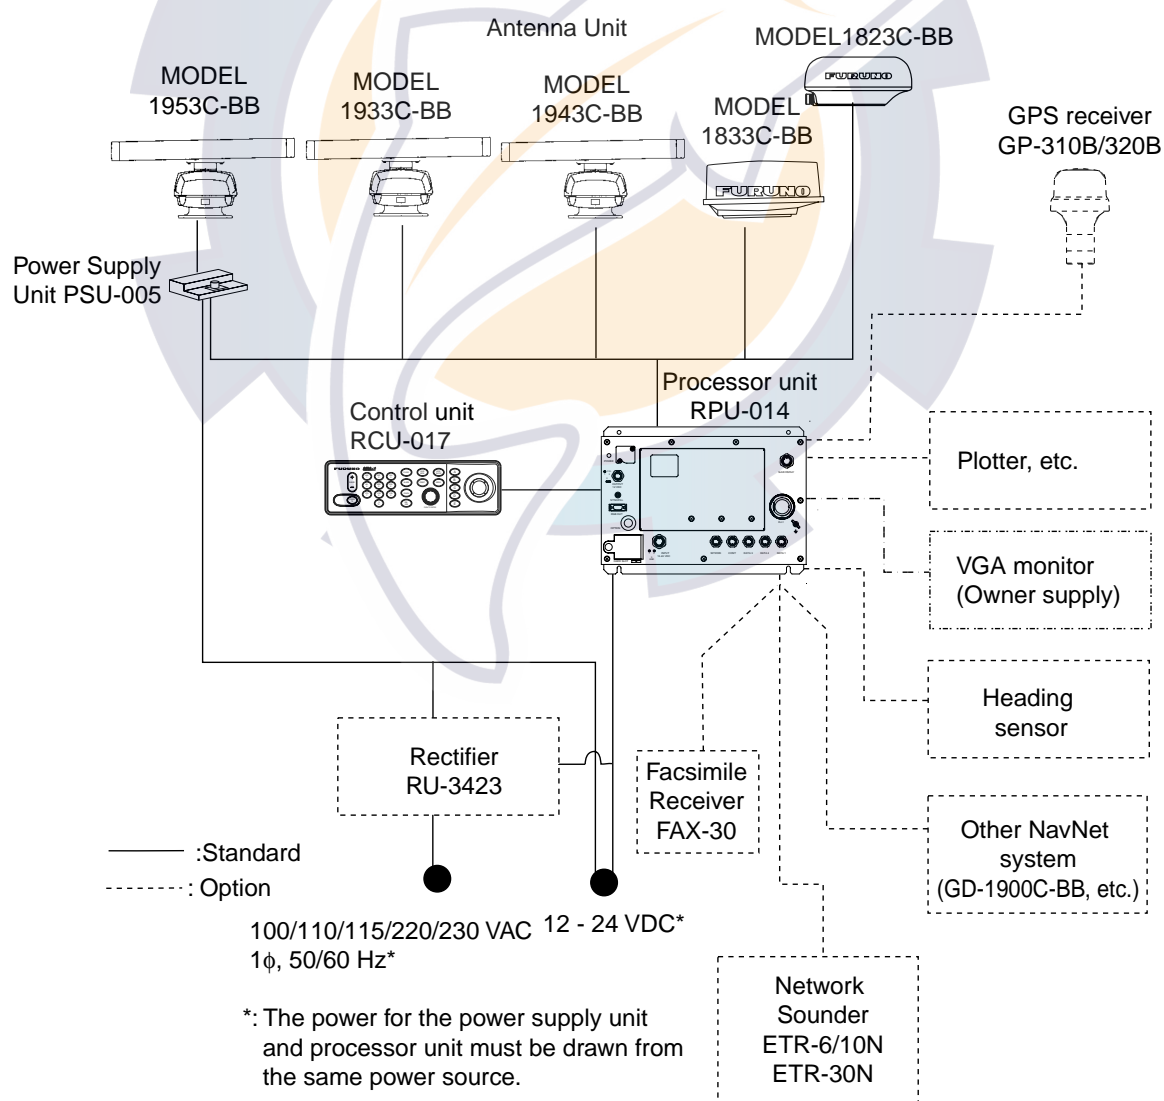 Antenna Unit
MODEL1823C-BB
FURUNO
MODEL
1953C-BB
MODEL
1933C-BB
MODEL
1943C-BB
MODEL
1833C-BB
FURUNO
GPS receiver
GP-310B/320B
Power Supply
Unit PSU-005
Processor unit
RPU-014
Control unit
RCU-017
FURUNO
Plotter, etc.
VGA monitor
(Owner supply)
Heading
sensor
Rectifier
RU-3423
Facsimile
Receiver
FAX-30
Other NavNet
system
(GD-1900C-BB, etc.)
:Standard
: Option
100/110/115/220/230 VAC
1ϕ, 50/60 Hz*
12 - 24 VDC*
Network
Sounder
ETR-6/10N
ETR-30N
*: The power for the power supply unit
and processor unit must be drawn from
the same power source.